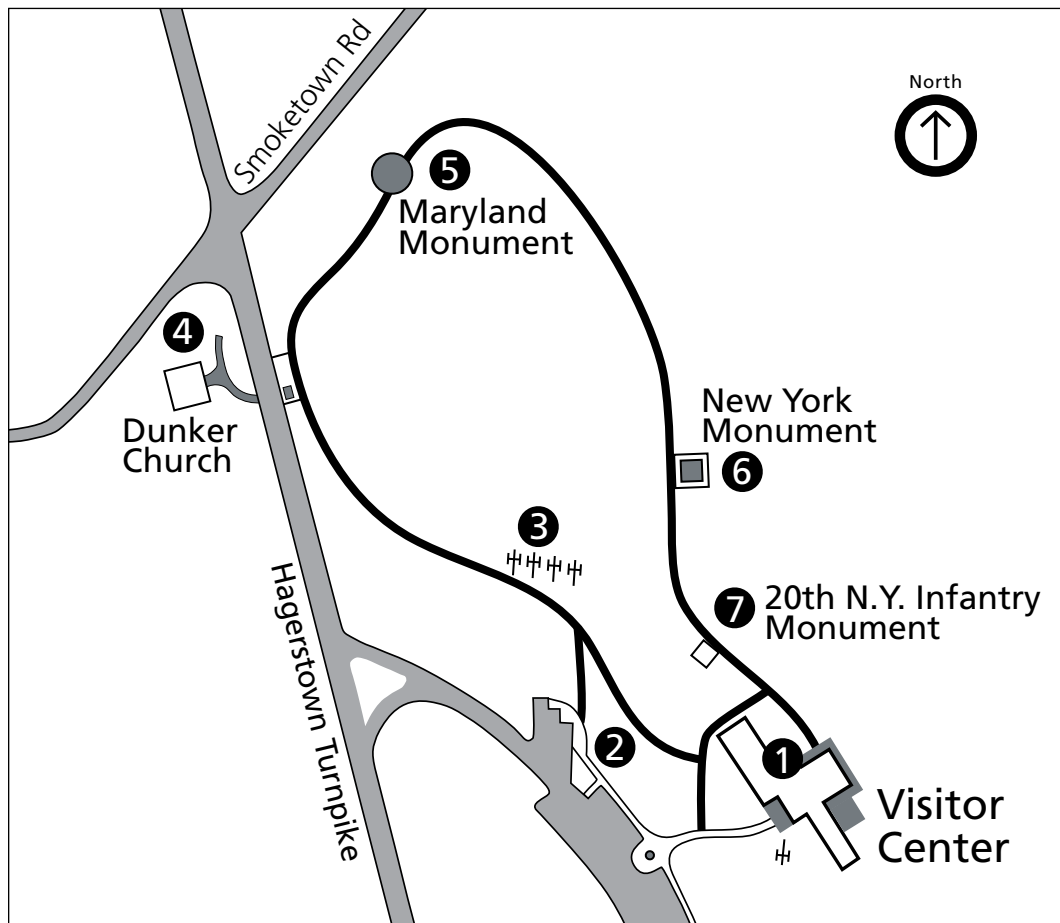 Smoketown Rd
North
5
Maryland
Monument
4
Dunker
Church
New York
Monument
6
3
Hagerstown Turnpike
7
20th N.Y. Infantry
Monument
2
1
Visitor
Center